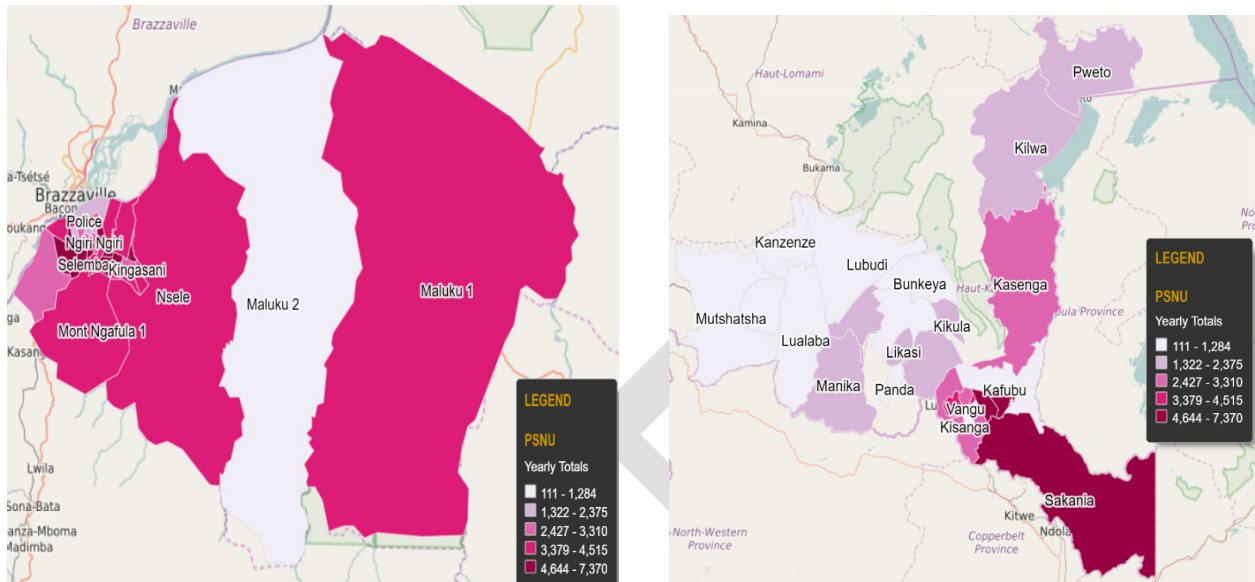 Brazzaville
Brazzaville
Bacon
Police
Ngiri Ngiri
Selemba
Kingasani
Nsele
Mont Ngafula 1
Maluku 2
Maluku 1
Kasang
Lwila
Sona-Bata
Madimba
LEGEND
PSNU
Yearly Totals
111 - 1,284
1,322 - 2,375
2,427 - 3,310
3,379 - 4,515
4,644 - 7,370
Haut-Lomami
Pweto
Kamina
Kilwa
Bukama
Kanzenze
Lubudi
Bunkeya
Kasenga
Mutshatsha
Lualaba
Kikula
Likasi
Manika
Panda
Kafubu
Vangu
Kisanga
Sakania
Kitwe
Ndola
North-Western
Province
Copperbelt
Province
LEGEND
PSNU
Yearly Totals
111 - 1,284
1,322 - 2,375
2,427 - 3,310
3,379 - 4,515
4,644 - 7,370